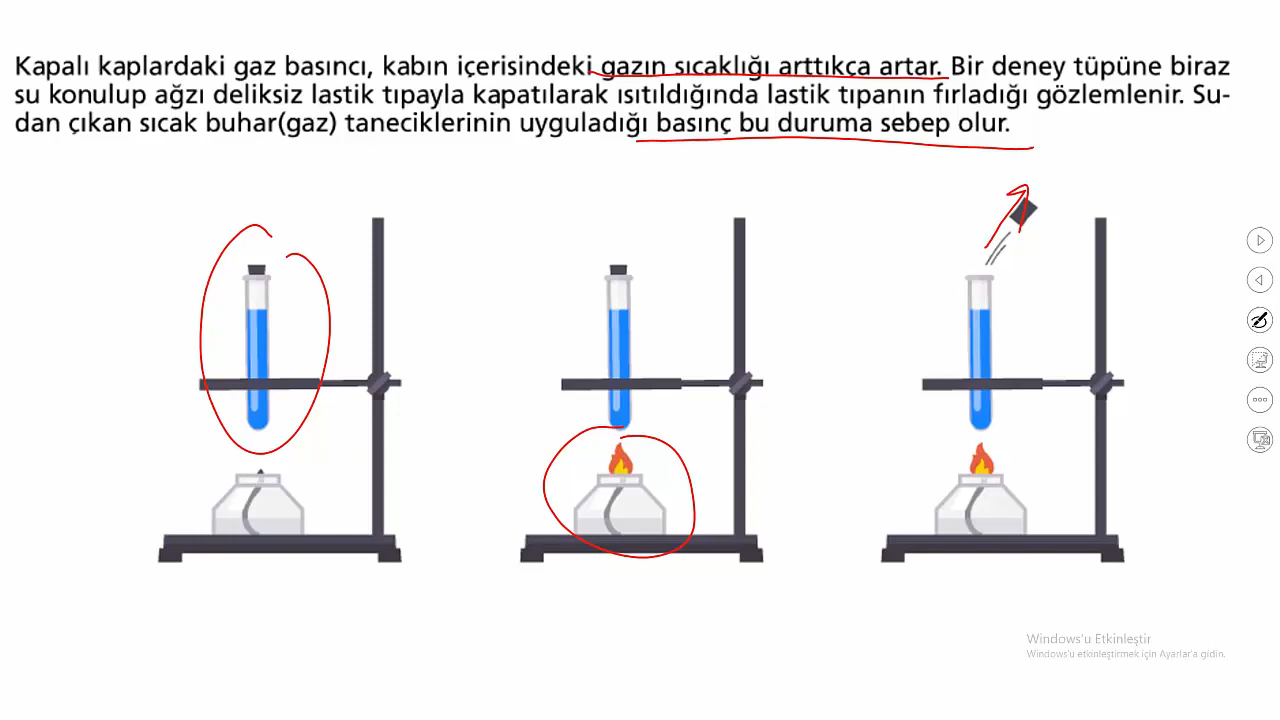 Kapalı kaplardaki gaz basıncı, kabın içerisindeki gazın sıcaklığı arttıkça artar. Bir deney tüpüne biraz
su konulup ağzı deliksiz lastik tıpayla kapatılarak ısıtıldığında lastik tıpanın fırladığı gözlemlenir. Su-
dan çıkan sıcak buhar(gaz) taneciklerinin uyguladığı basınç bu duruma sebep olur.
Windows'u Etkinleştir
Windows'u etkinleştirmek için Ayarlar'a gidin.